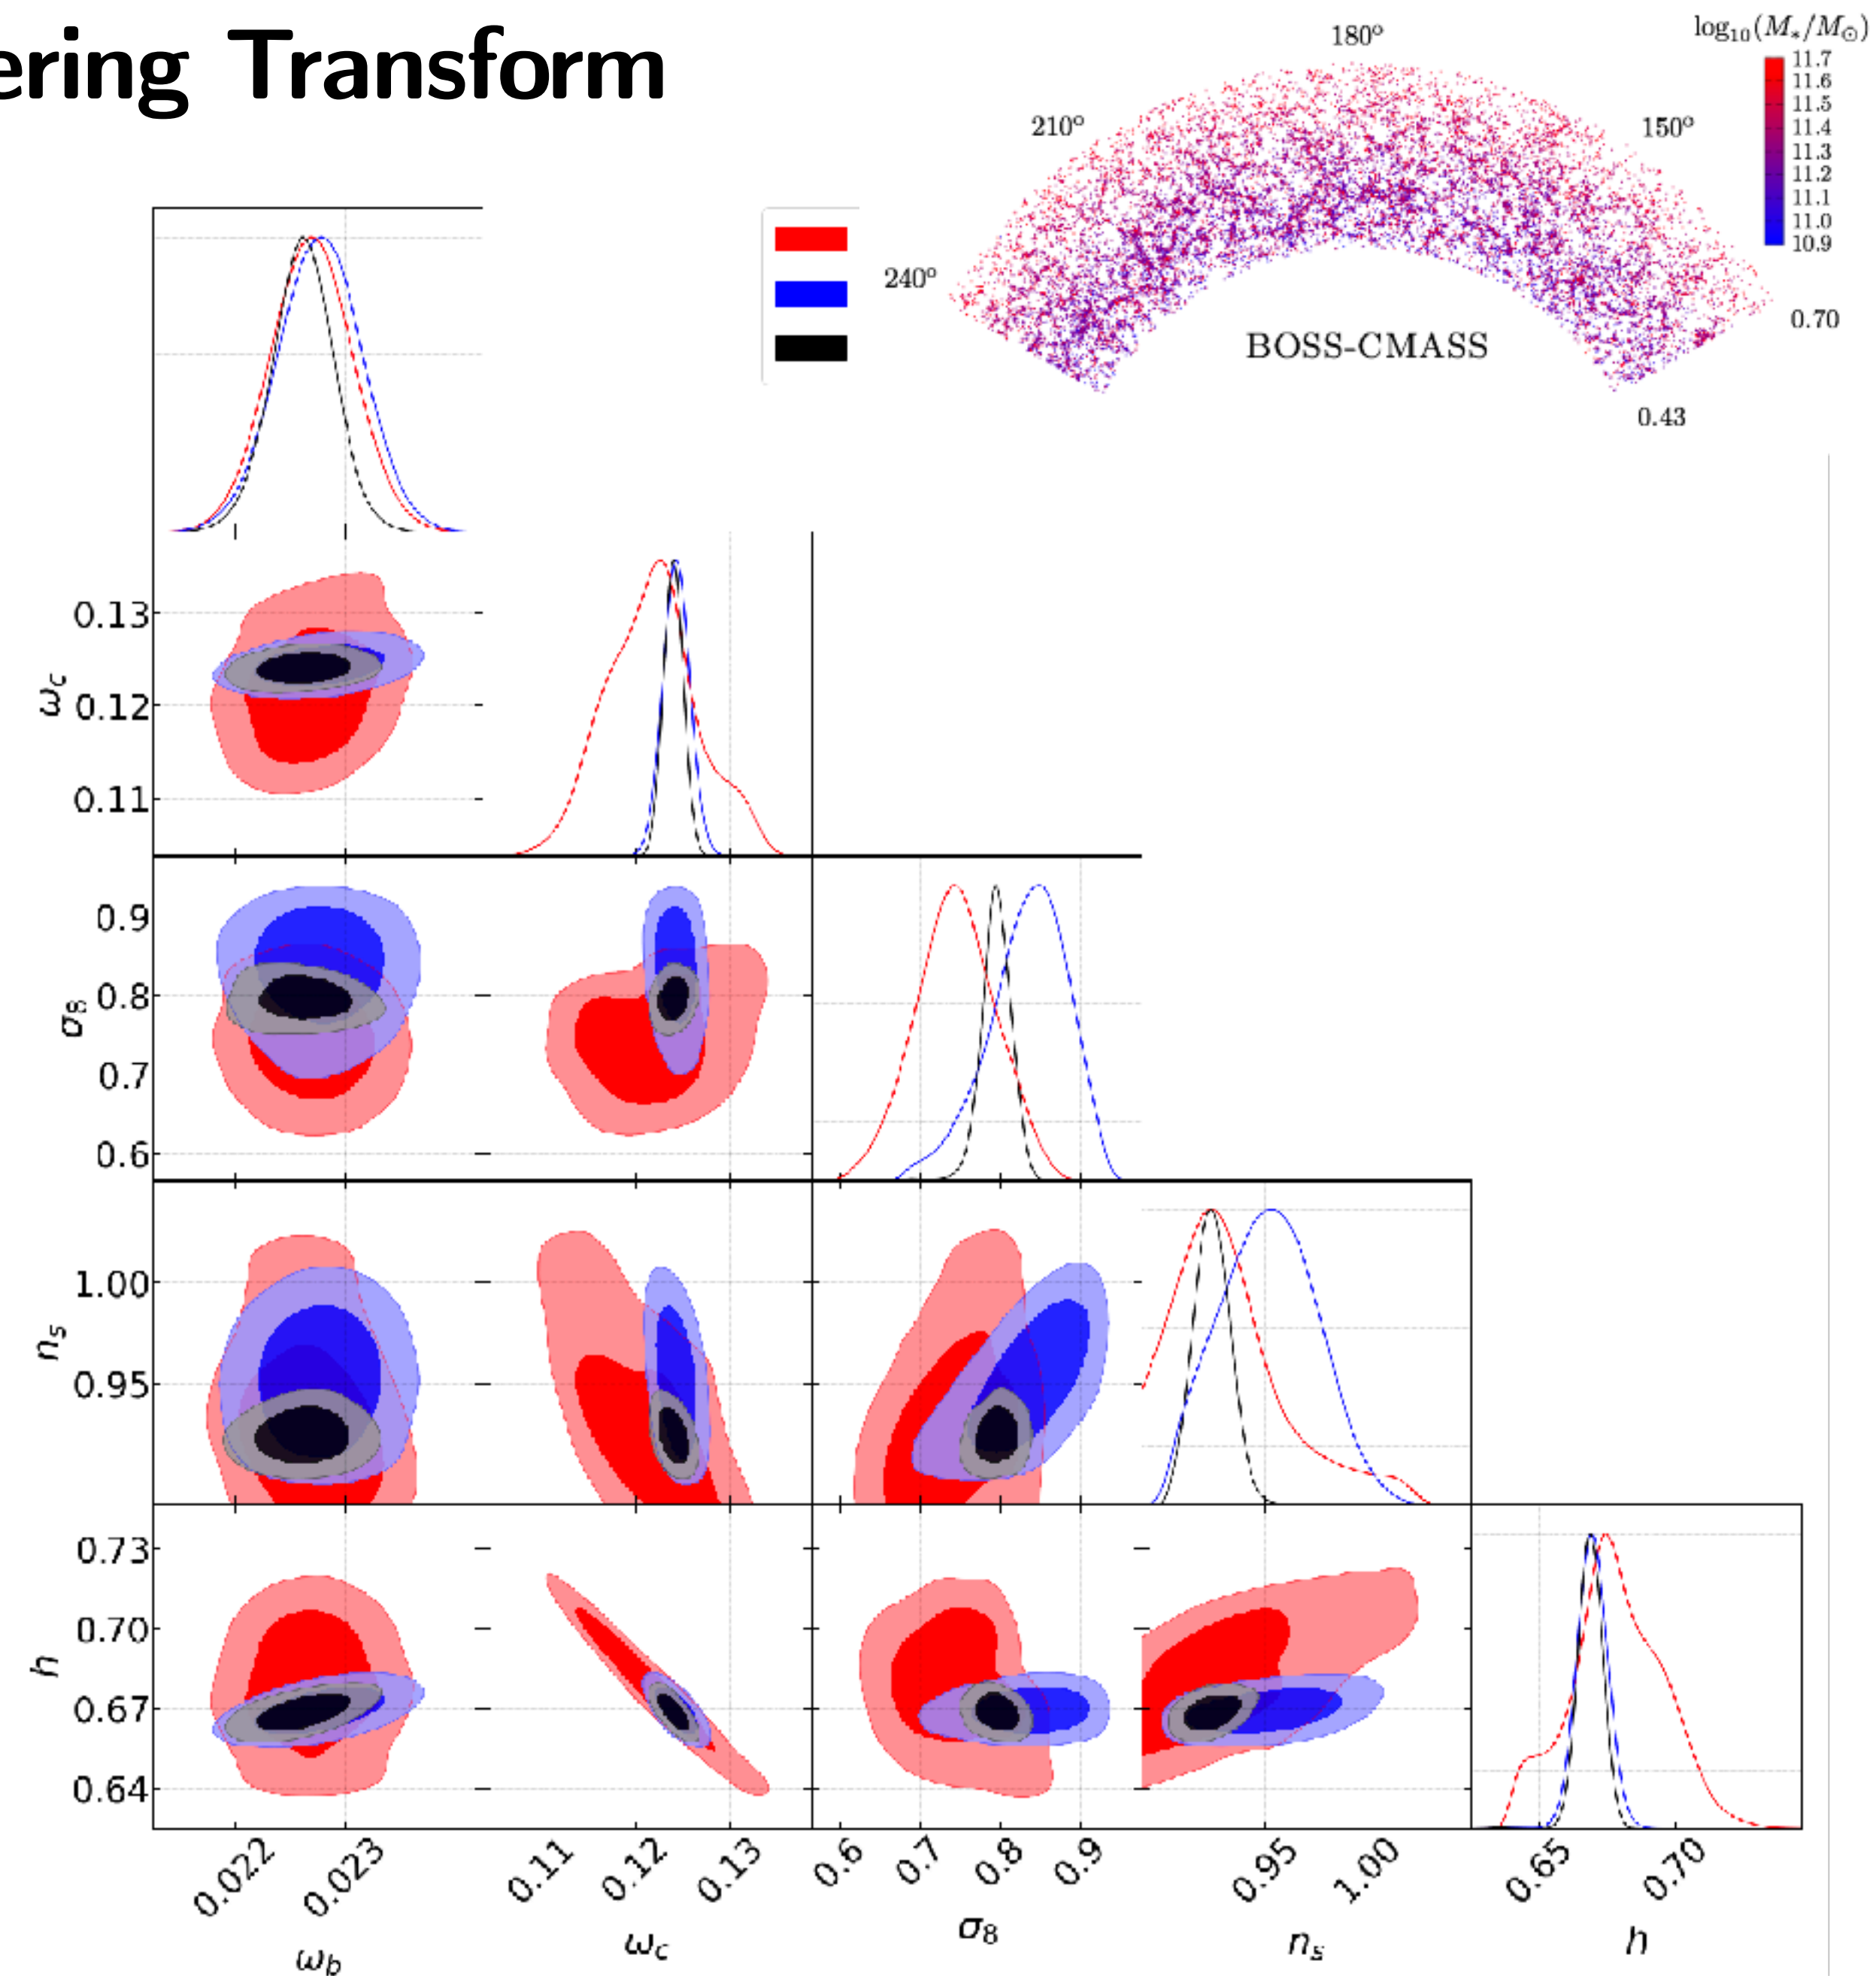 ering Transform
log₁₀(M*/M⊙)
180°
210°
150°
240°
11.7
11.6
11.5
11.4
11.3
11.2
11.1
11.0
10.9
0.70
BOSS-CMASS
0.43
ωc
0.13
0.12
0.11
σ8
0.9
0.8
0.7
0.6
ns
1.00
0.95
h
0.73
0.70
0.67
0.64
0.022 0.023
0.11 0.12 0.13
0.6 0.7 0.8 0.9
0.95 1.00
0.65 0.70
ωb
ωc
σ8
ns
h